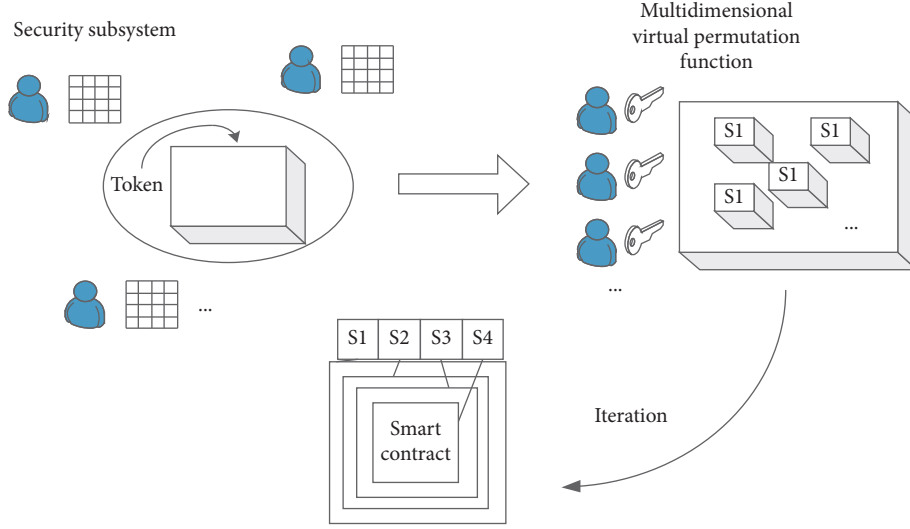 Security subsystem
Token
...
Multidimensional
virtual permutation
function
S1
S1
S1
S1
...
...
S1 S2 S3 S4
Smart
contract
Iteration